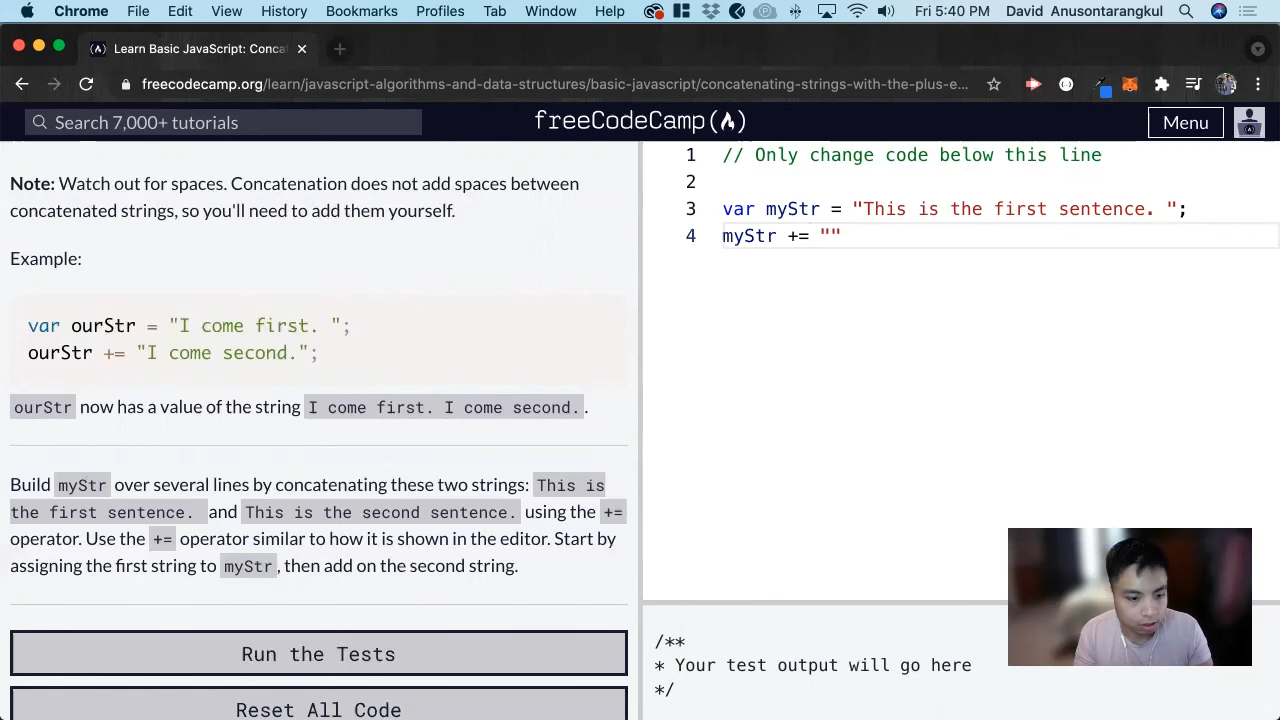 Chrome File Edit View History Bookmarks Profiles Tab Window Help Fri 5:40 PM David Anusontarangkul
Learn Basic JavaScript: Conca
freecodecamp.org/learn/javascript-algorithms-and-data-structures/basic-javascript/concatenating-strings-with-the-plus-e...
Search 7,000+ tutorials
freeCodeCamp
Menu
Note: Watch out for spaces. Concatenation does not add spaces between
concatenated strings, so you'll need to add them yourself.
Example:
var ourStr = "I come first. ";
ourStr += "I come second.";
ourStr now has a value of the string I come first. I come second..
Build myStr over several lines by concatenating these two strings: This is
the first sentence. and This is the second sentence. using the +=
operator. Use the += operator similar to how it is shown in the editor. Start by
assigning the first string to myStr, then add on the second string.
Run the Tests
Reset All Code
1 // Only change code below this line
2
3 var myStr = "This is the first sentence. ";
4 myStr += ""
/**
* Your test output will go here
*/